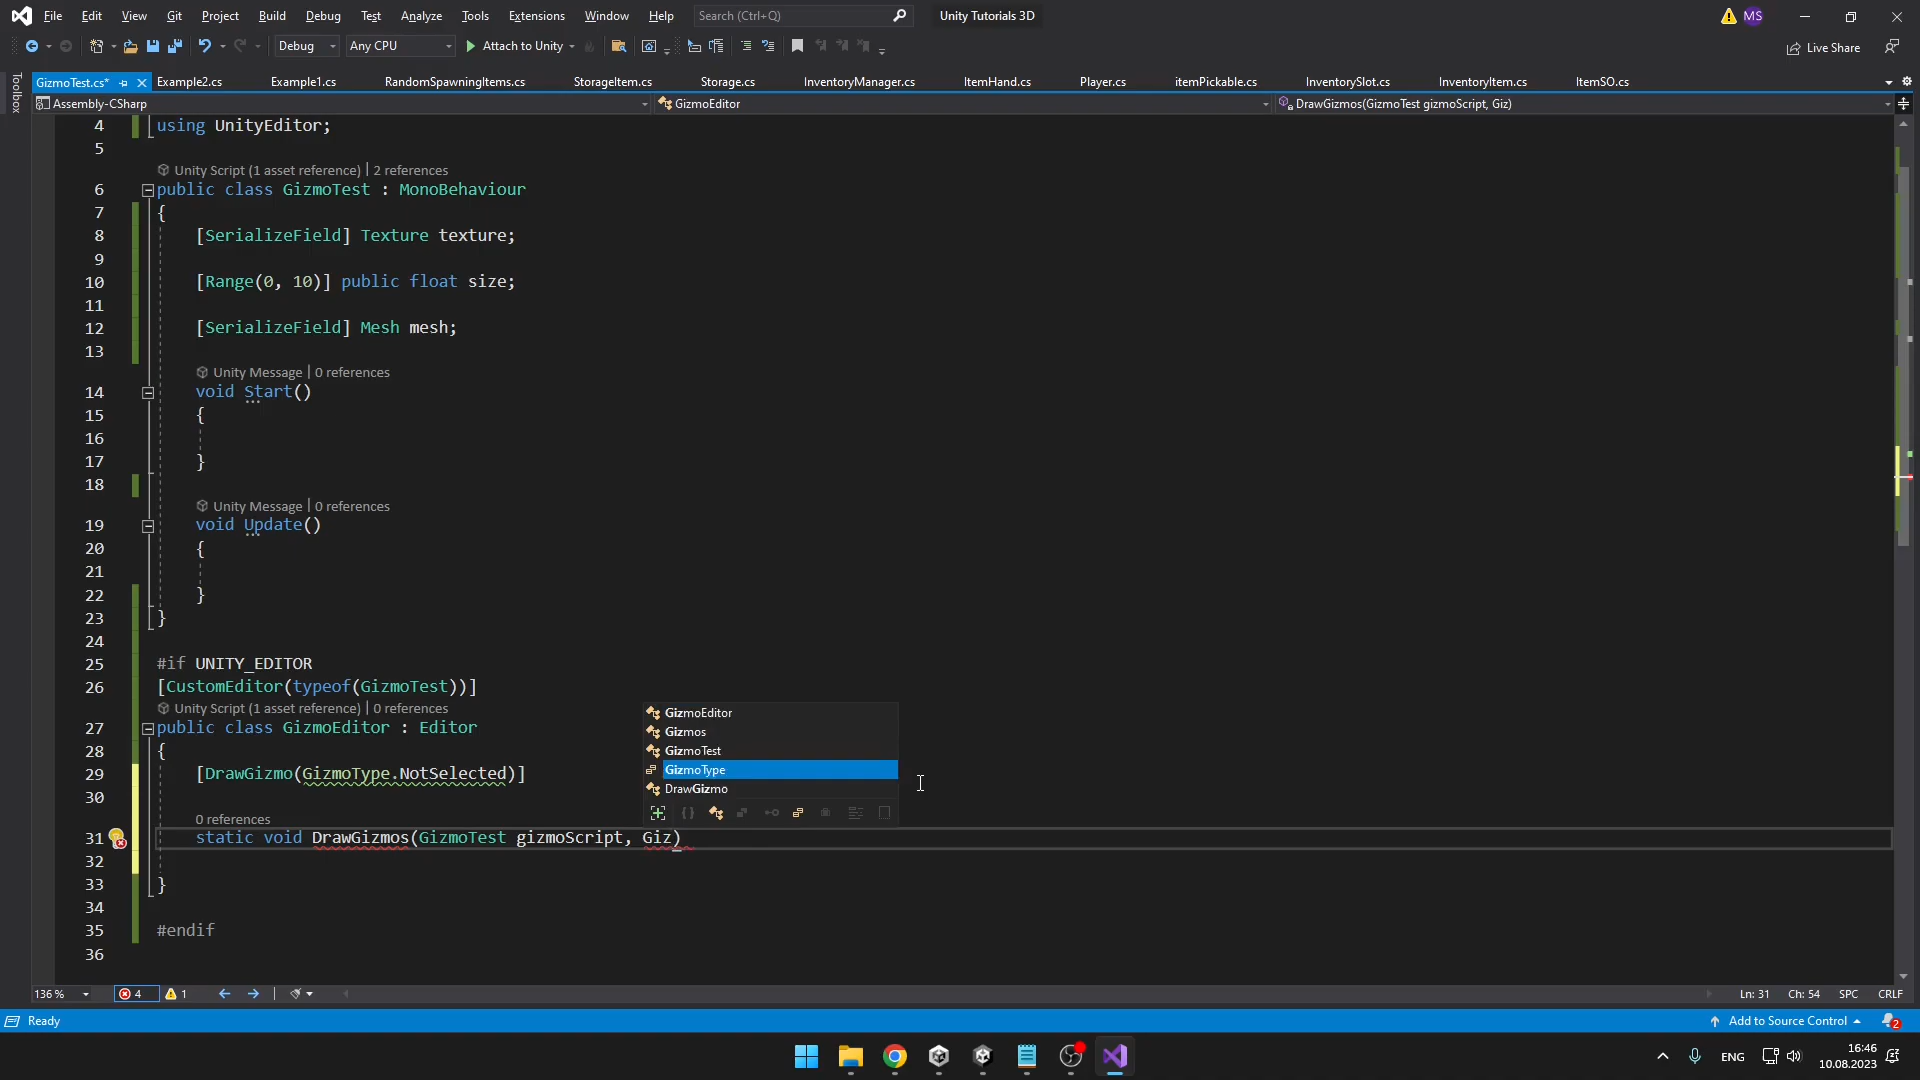 File Edit View Git Project Build Debug Test Analyze Tools Extensions Window Help Search (Ctrl+Q) Unity Tutorials 3D MS
Debug Any CPU Attach to Unity Live Share
GizmoTest.cs* Example2.cs Example1.cs RandomSpawningItems.cs StorageItem.cs Storage.cs InventoryManager.cs ItemHand.cs Player.cs itemPickable.cs InventorySlot.cs InventoryItem.cs ItemSO.cs
Toolbox
Assembly-CSharp GizmoEditor DrawGizmos(GizmoTest gizmoScript, Giz)
4 using UnityEditor;
5
Unity Script (1 asset reference) | 2 references
6 public class GizmoTest : MonoBehaviour
7 {
8 [SerializeField] Texture texture;
9
10 [Range(0, 10)] public float size;
11
12 [SerializeField] Mesh mesh;
13
Unity Message | 0 references
14 void Start()
15 {
16
17 }
18
Unity Message | 0 references
19 void Update()
20 {
21
22 }
23 }
24
25 #if UNITY_EDITOR
26 [CustomEditor(typeof(GizmoTest))]
Unity Script (1 asset reference) | 0 references
27 public class GizmoEditor : Editor
28 {
29 [DrawGizmo(GizmoType.NotSelected)]
30
0 references
31 static void DrawGizmos(GizmoTest gizmoScript, Giz)
32
33 }
34
35 #endif
36
GizmoEditor
Gizmos
GizmoTest
GizmoType
DrawGizmo
136 % 4 1 Ln: 31 Ch: 54 SPC CRLF
Ready Add to Source Control 2
ENG 16:46
10.08.2023